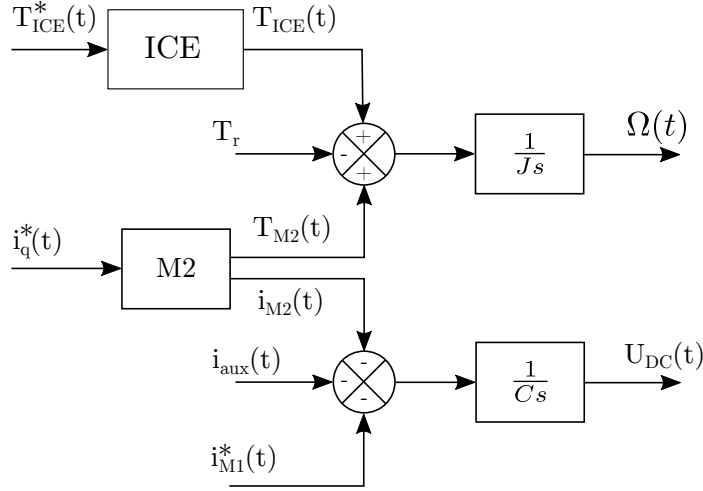 T*ICE(t)
TICE(t)
ICE
Tr
+
-
+
1
Js
Ω(t)
i*q(t)
TM2(t)
M2
iM2(t)
iaux(t)
-
-
-
1
Cs
UDC(t)
i*M1(t)